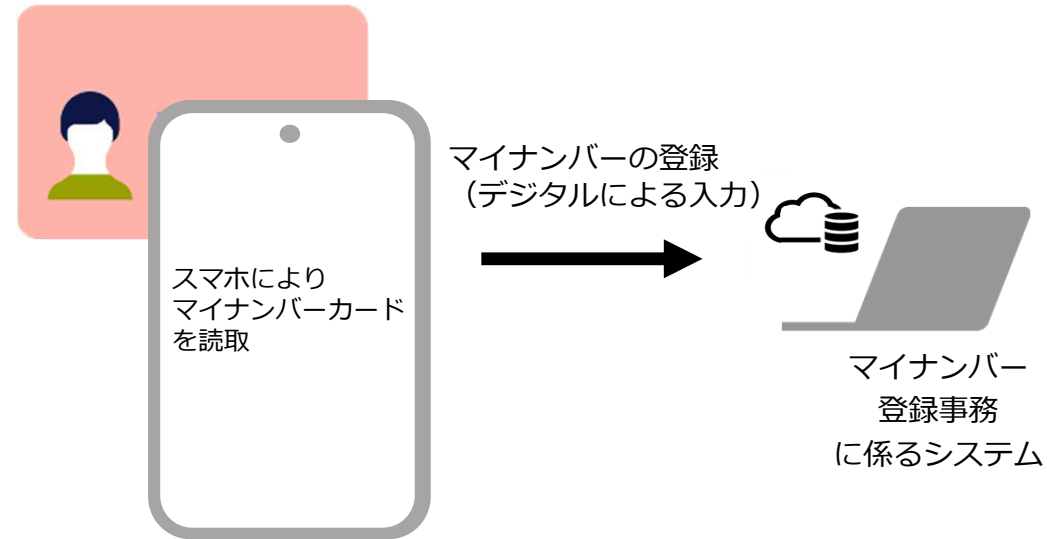 マイナンバーの登録
（デジタルによる入力）
スマホにより
マイナンバーカード
を読取
マイナンバー
登録事務
に係るシステム